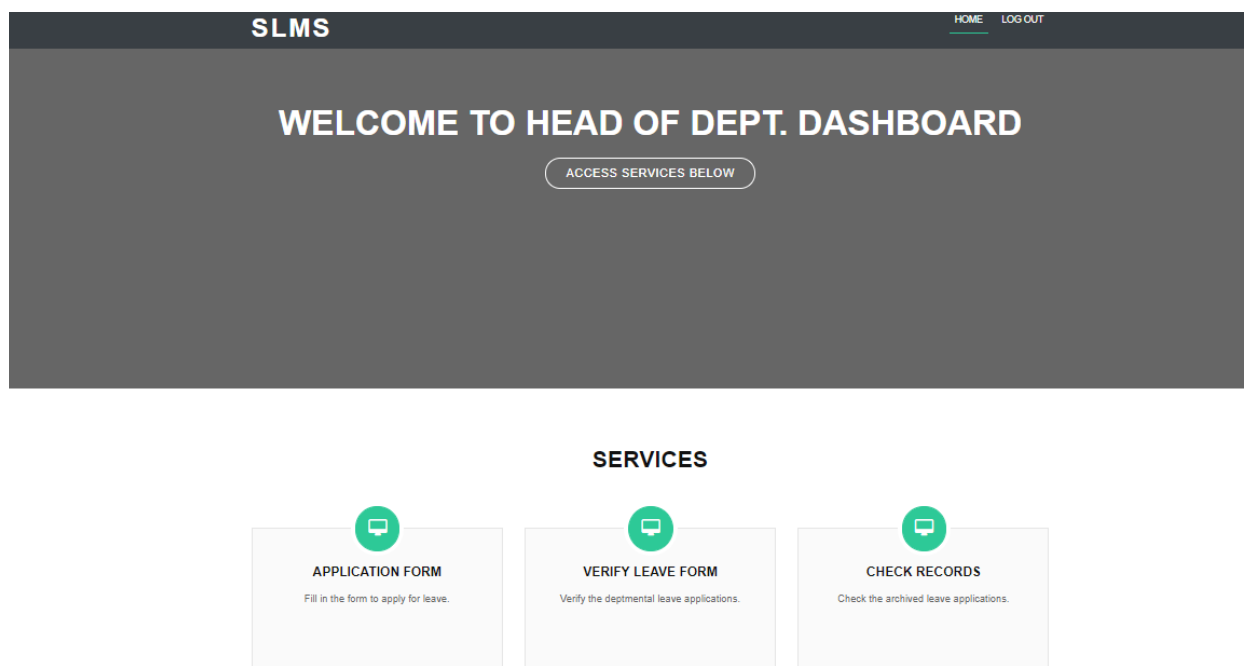 SLMS
HOME LOG OUT
WELCOME TO HEAD OF DEPT. DASHBOARD
ACCESS SERVICES BELOW
SERVICES
APPLICATION FORM
Fill in the form to apply for leave.
VERIFY LEAVE FORM
Verify the deptmental leave applications.
CHECK RECORDS
Check the archived leave applications.